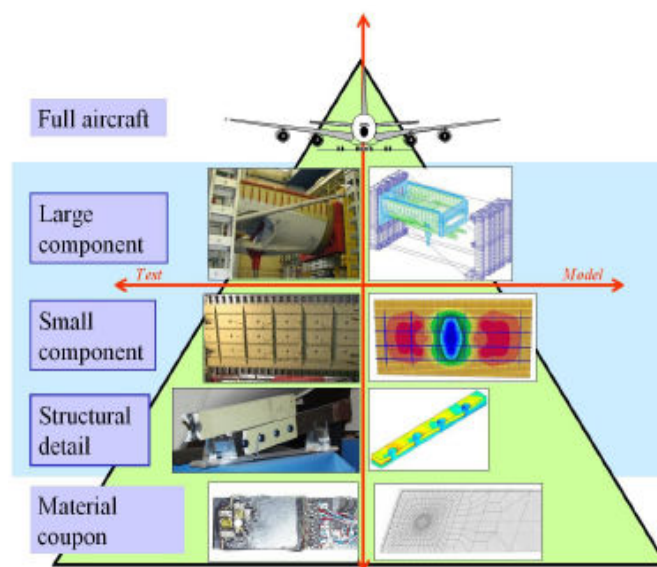 Full aircraft
Large
component
Test
Model
Small
component
Structural
detail
Material
coupon